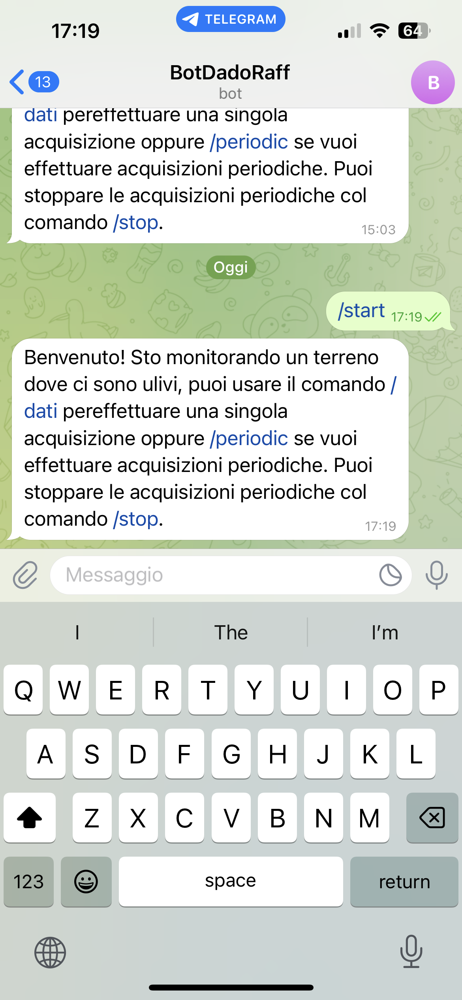 17:19
TELEGRAM
64
13
BotDadoRaff
bot
B
dati pereffettuare una singola
acquisizione oppure /periodic se vuoi
effettuare acquisizioni periodiche. Puoi
stoppare le acquisizioni periodiche col
comando /stop.
15:03
Oggi
/start 17:19
Benvenuto! Sto monitorando un terreno
dove ci sono ulivi, puoi usare il comando /
dati pereffettuare una singola
acquisizione oppure /periodic se vuoi
effettuare acquisizioni periodiche. Puoi
stoppare le acquisizioni periodiche col
comando /stop.
17:19
Messaggio
I The I’m
Q W E R T Y U I O P
A S D F G H J K L
Z X C V B N M
123 space return